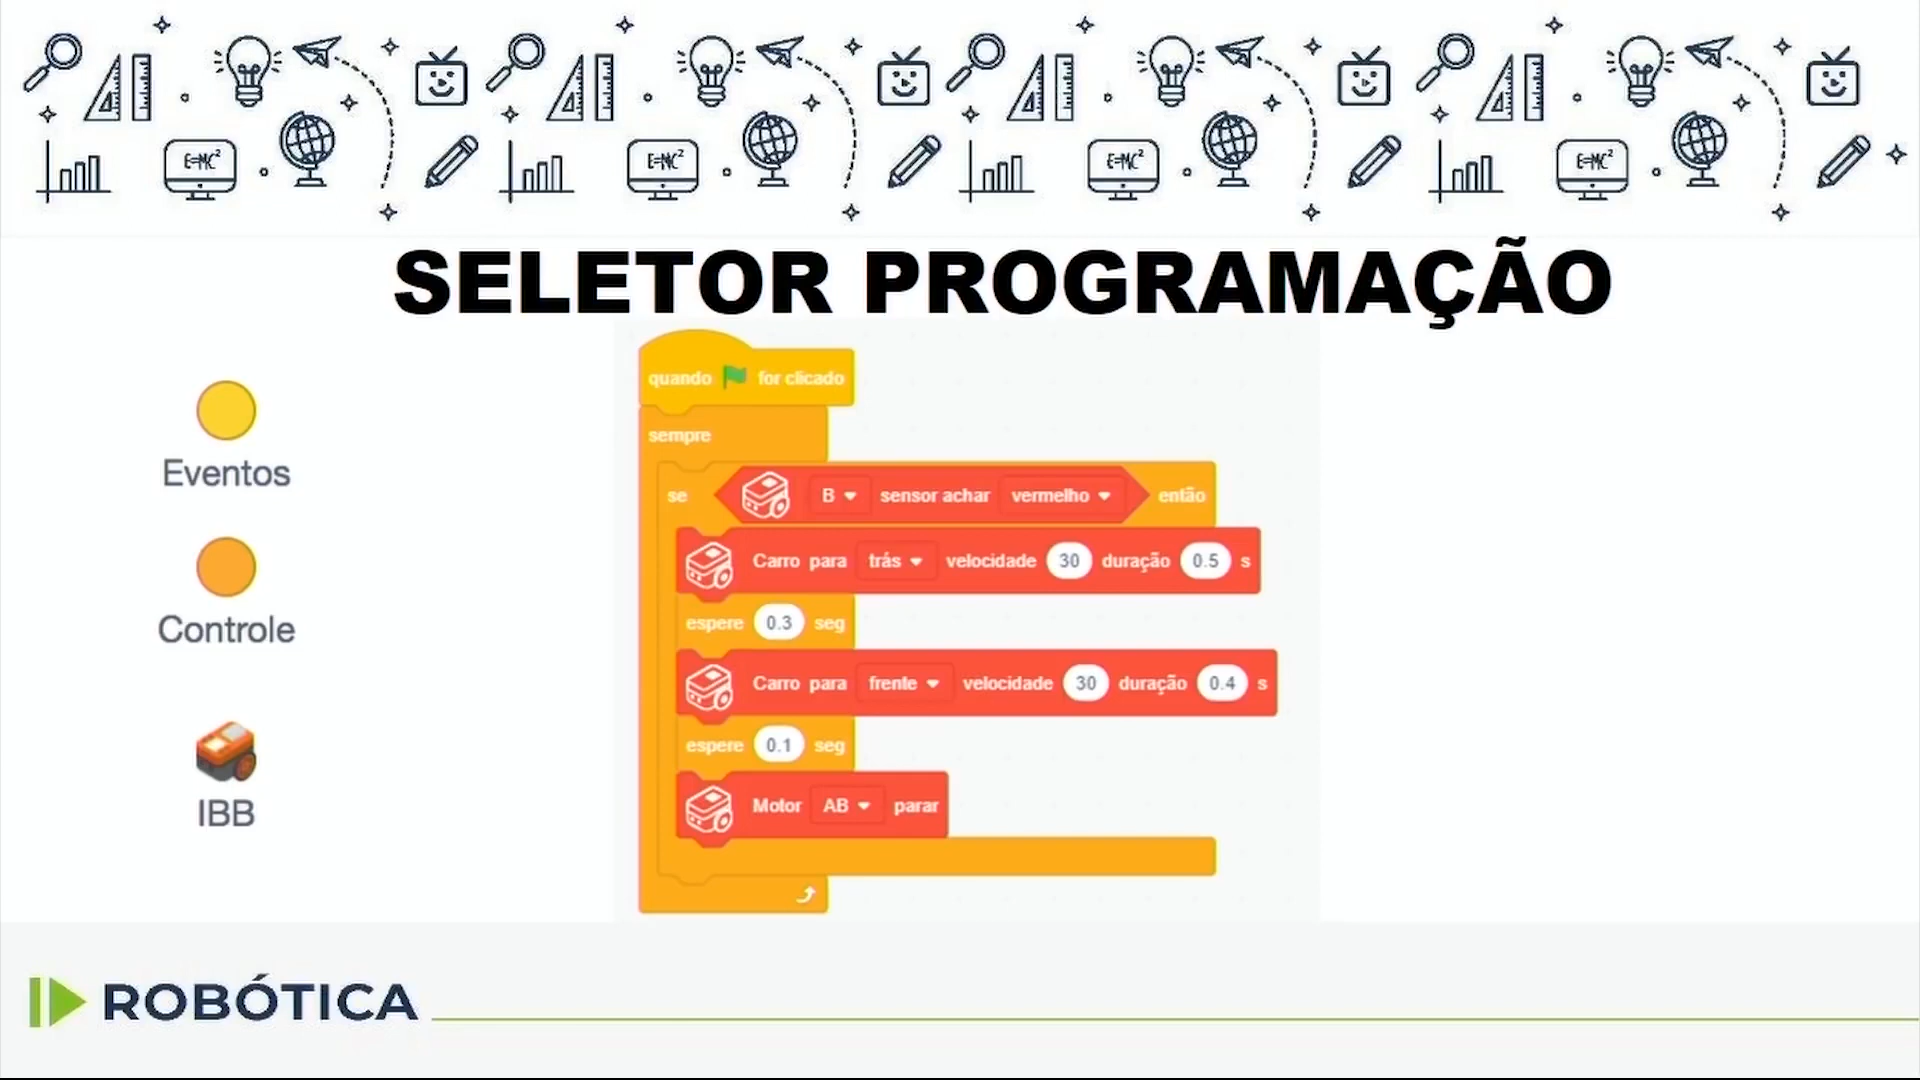 E=MC²
E=MC²
E=MC²
E=MC²
SELETOR PROGRAMAÇÃO
Eventos
Controle
IBB
quando for clicado
sempre
se B sensor achar vermelho então
Carro para trás velocidade 30 duração 0.5 s
espere 0.3 seg
Carro para frente velocidade 30 duração 0.4 s
espere 0.1 seg
Motor AB parar
ROBÓTICA